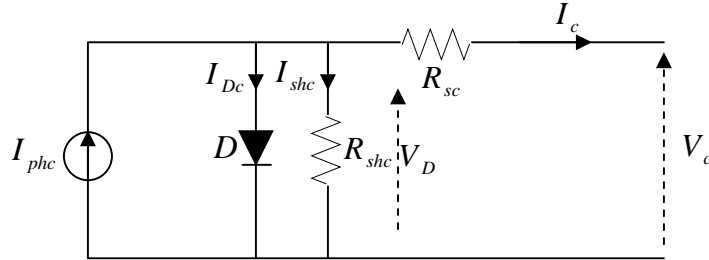 I_c
I_Dc
I_shc
R_sc
I_phc
D
R_shc
V_D
V_c